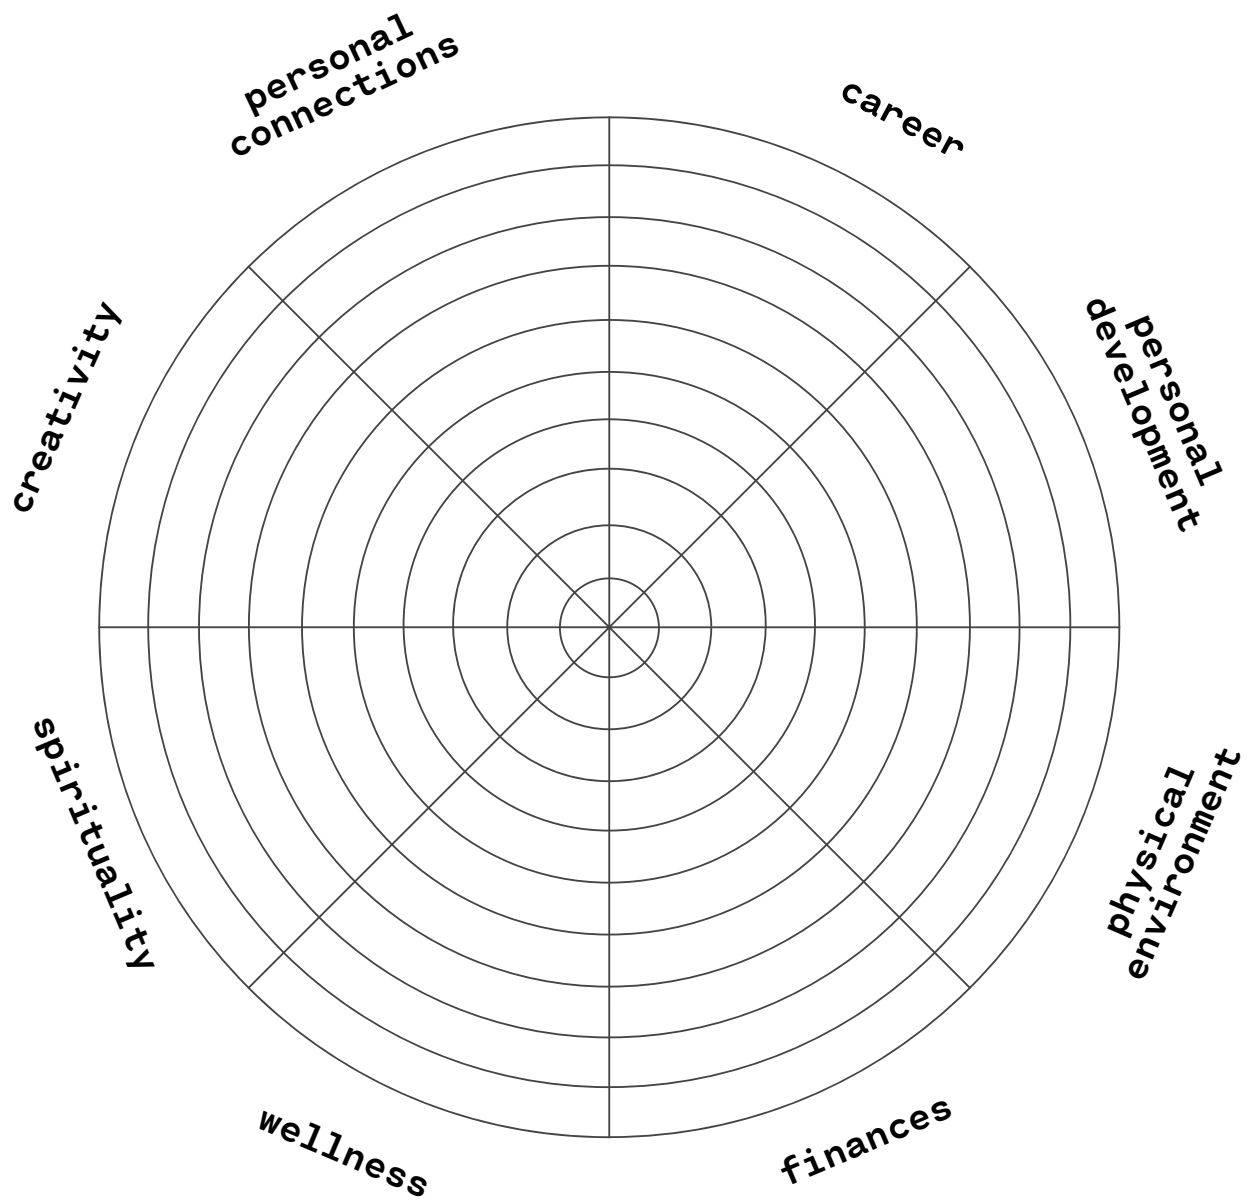 personal
connections
career
personal
development
physical
environment
finances
wellness
spirituality
creativity